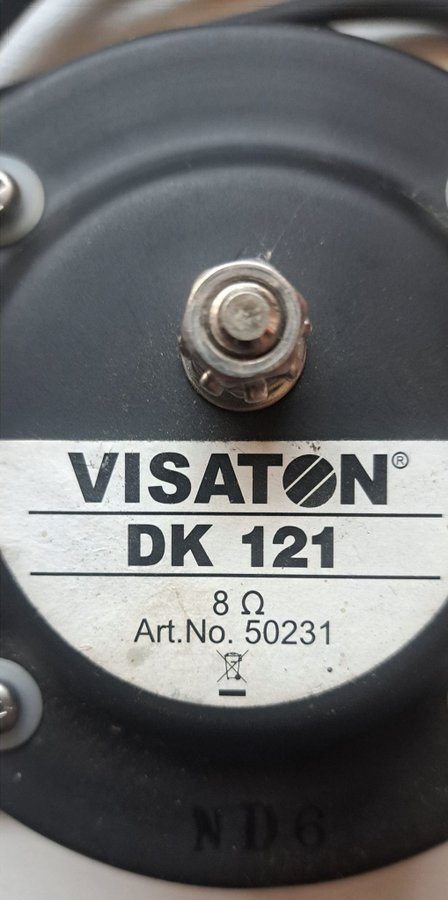 VISATON®
DK 121
8 Ω
Art.No. 50231
ND6